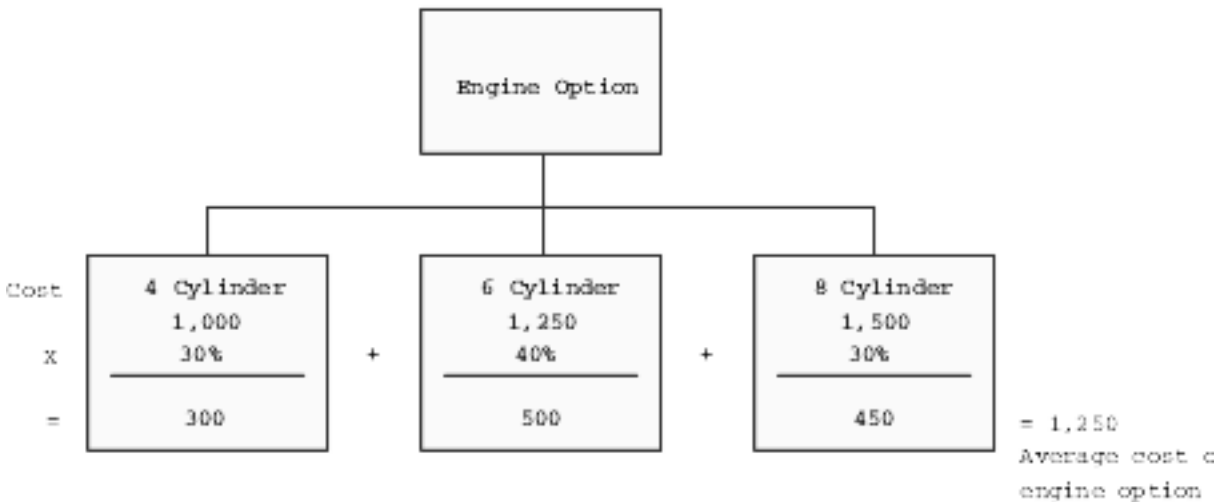 Engine Option
Cost 4 Cylinder 6 Cylinder 8 Cylinder
1,000 1,250 1,500
x 30% + 40% + 30%
= 300 500 450 = 1,250
Average cost o
engine option